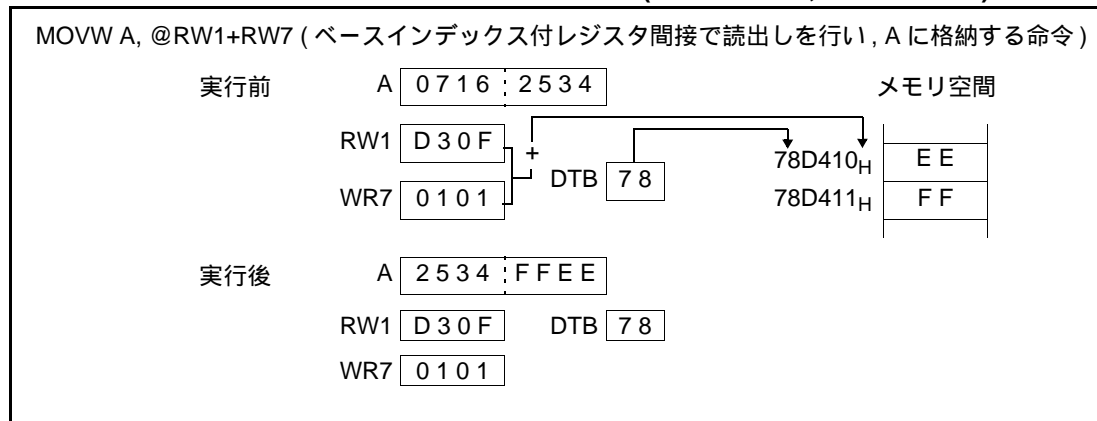 MOVW A, @RW1+RW7 ( ベースインデックス付レジスタ間接で読出しを行い , A に格納する命令 )
実行前 A 0716 2534 メモリ空間
RW1 D30F + DTB 78 78D410H EE
WR7 0101 78D411H FF
実行後 A 2534 FFEE
RW1 D30F DTB 78
WR7 0101